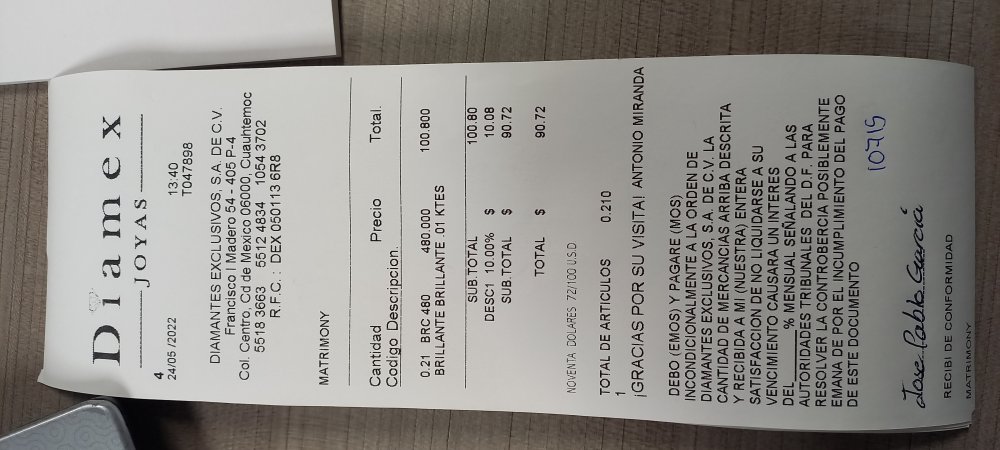 Diamex
JOYAS
4
24/05/2022 13:40
T047898
DIAMANTES EXCLUSIVOS, S.A. DE C.V.
Francisco I Madero 54 - 405 P-4
Col. Centro, Cd de Mexico 06000, Cuauhtemoc
5518 3663 5512 4834 1054 3702
R.F.C.: DEX 050113 6R8
MATRIMONY
Cantidad Precio Total.
Codigo Descripcion
0.21 BRC 480 480.000 100.800
BRILLANTE BRILLANTE .01 KTES
SUB.TOTAL 100.80
DESC1 10.00% $ 10.08
SUB.TOTAL $ 90.72
TOTAL $ 90.72
NOVENTA DOLARES 72/100 USD
TOTAL DE ARTICULOS 0.210
1
¡GRACIAS POR SU VISITA! ANTONIO MIRANDA
DEBO (EMOS) Y PAGARE (MOS)
INCONDICIONALMENTE A LA ORDEN DE
DIAMANTES EXCLUSIVOS, S.A. DE C.V. LA
CANTIDAD DE MERCANCIAS ARRIBA DESCRITA
Y RECIBIDA A MI (NUESTRA) ENTERA
SATISFACCION DE NO LIQUIDARSE A SU
VENCIMIENTO CAUSARA UN INTERES
DEL______% MENSUAL SEÑALANDO A LAS
AUTORIDADES TRIBUNALES DEL D.F. PARA
RESOLVER LA CONTROBERCIA POSIBLEMENTE
EMANA DE POR EL INCUMPLIMIENTO DEL PAGO
DE ESTE DOCUMENTO
10715
Jose Pablo Garcia
RECIBI DE CONFORMIDAD
MATRIMONY